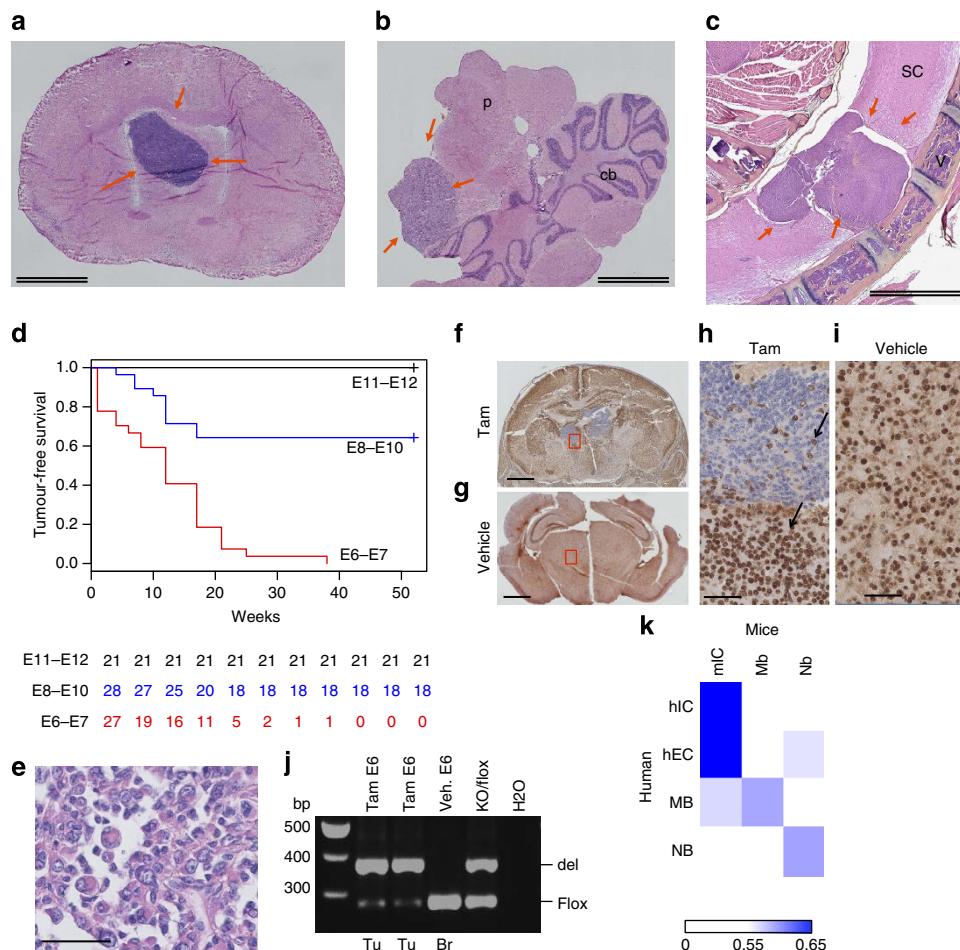 a
b
c
p
cb
SC
V
d
Tumour-free survival
1.0
0.8
0.6
0.4
0.2
0.0
E11–E12
E8–E10
E6–E7
0
10
20
30
40
50
Weeks
E11–E12 21 21 21 21 21 21 21 21 21 21
E8–E10 28 27 25 20 18 18 18 18 18 18 18
E6–E7 27 19 16 11 5 2 1 1 0 0 0
f
Tam
g
Vehicle
h
Tam
i
Vehicle
e
j
bp
500
400
300
Tam E6
Tam E6
Veh. E6
KO/flox
H2O
del
Flox
Tu Tu Br
k
Mice
mIC
Mb
Nb
Human
hIC
hEC
MB
NB
0 0.55 0.65